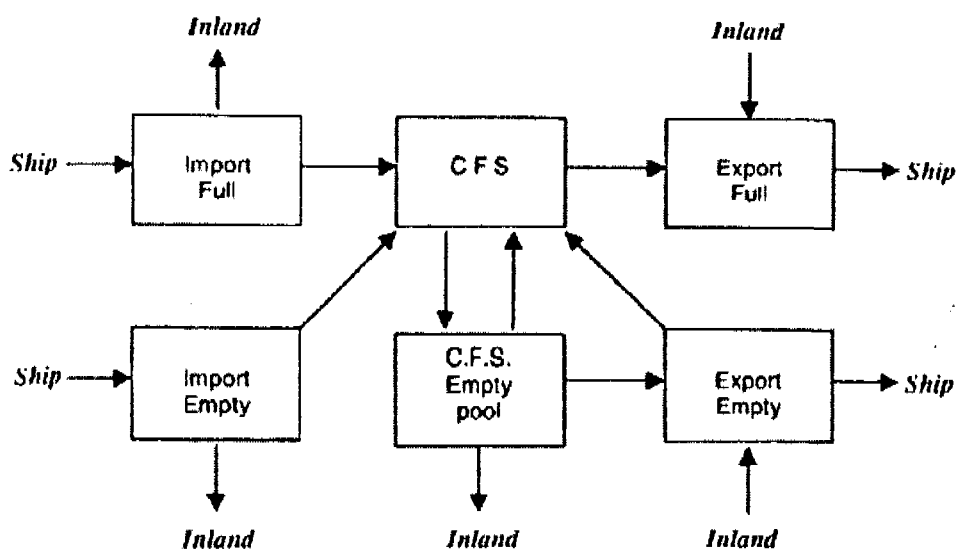 Inland
Inland
Ship
Import
Full
C F S
Export
Full
Ship
Ship
Import
Empty
C.F.S.
Empty
pool
Export
Empty
Ship
Inland
Inland
Inland